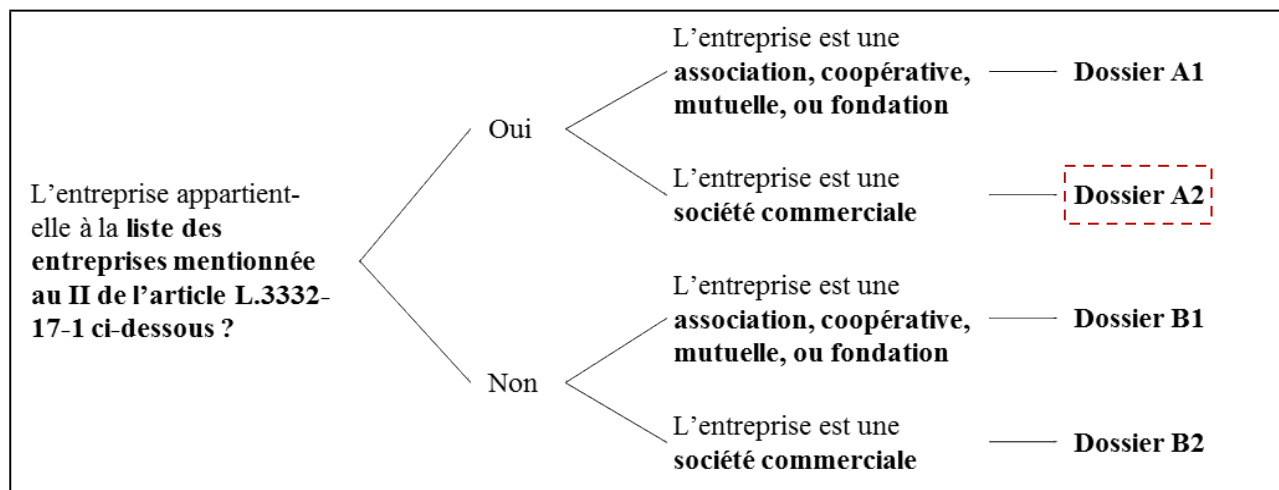 L’entreprise est une
association, coopérative,
mutuelle, ou fondation
Dossier A1
Oui
L’entreprise est une
société commerciale
Dossier A2
L’entreprise appartient-
elle à la liste des
entreprises mentionnée
au II de l’article L.3332-
17-1 ci-dessous ?
L’entreprise est une
association, coopérative,
mutuelle, ou fondation
Dossier B1
Non
L’entreprise est une
société commerciale
Dossier B2